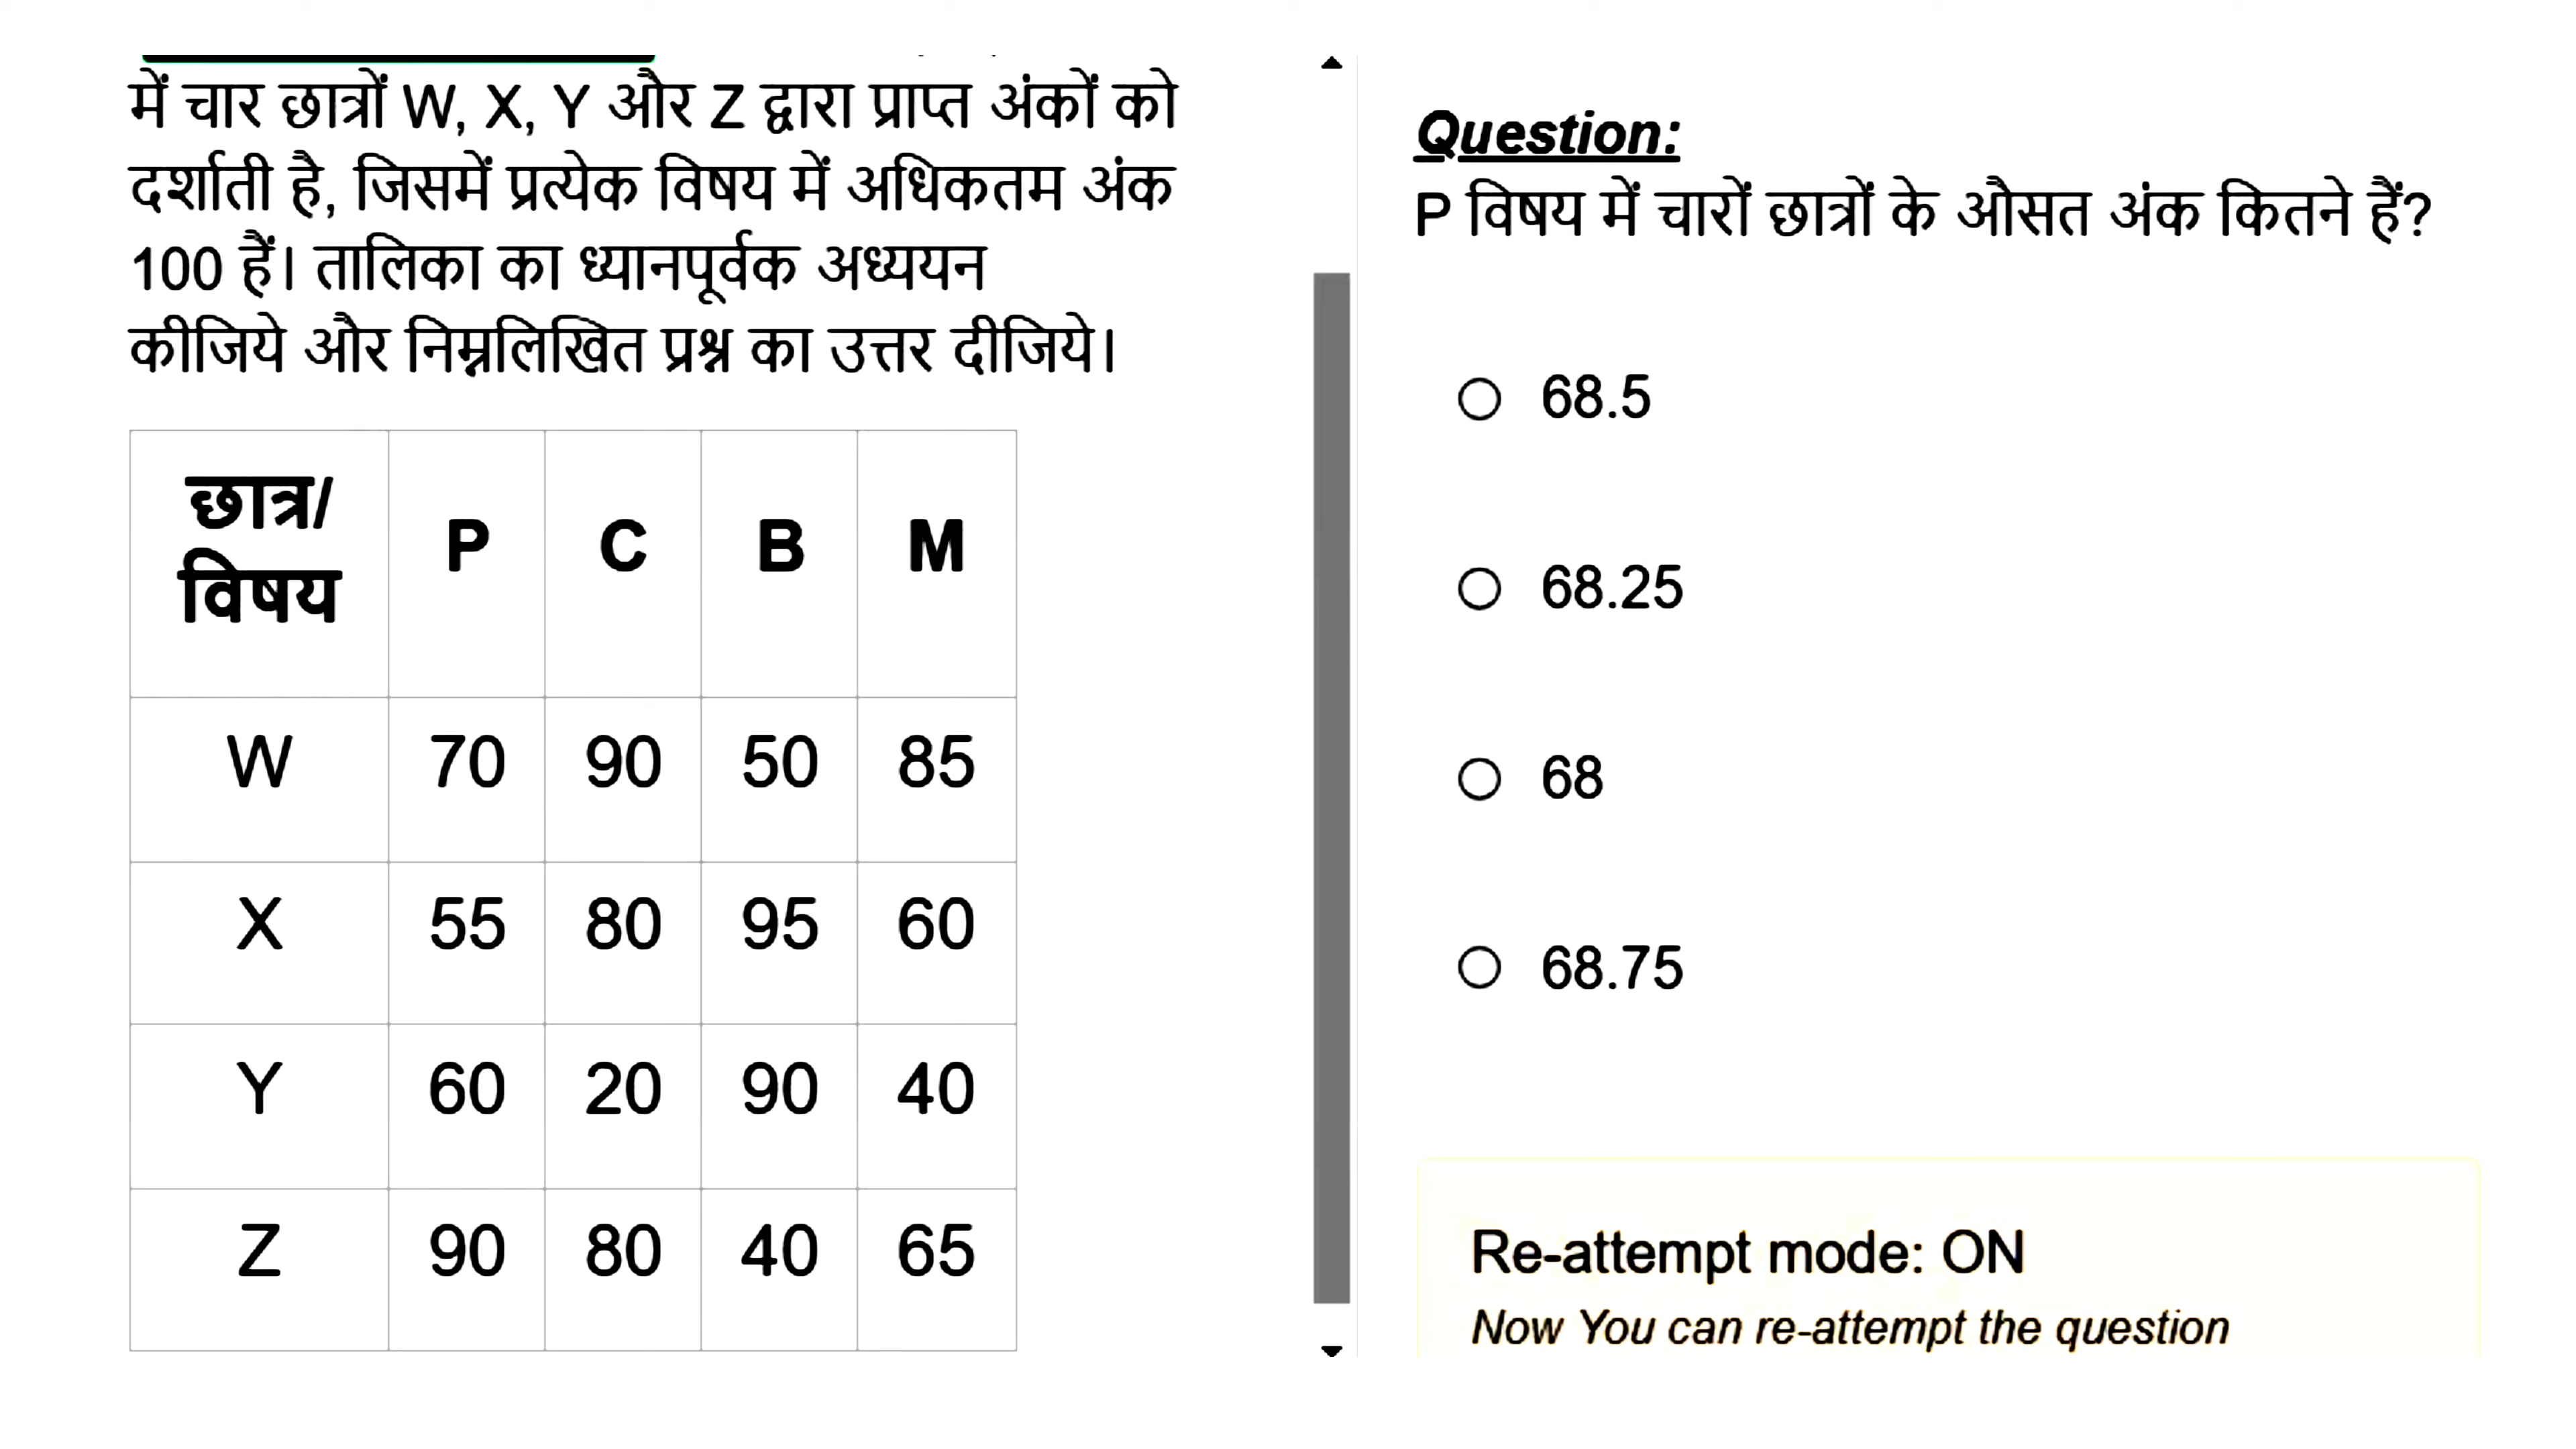 में चार छात्रों W, X, Y और Z द्वारा प्राप्त अंकों को
दर्शाती है, जिसमें प्रत्येक विषय में अधिकतम अंक
100 हैं। तालिका का ध्यानपूर्वक अध्ययन
कीजिये और निम्नलिखित प्रश्न का उत्तर दीजिये।
छात्र/ विषय P C B M
W 70 90 50 85
X 55 80 95 60
Y 60 20 90 40
Z 90 80 40 65
Question:
P विषय में चारों छात्रों के औसत अंक कितने हैं?
68.5
68.25
68
68.75
Re-attempt mode: ON
Now You can re-attempt the question